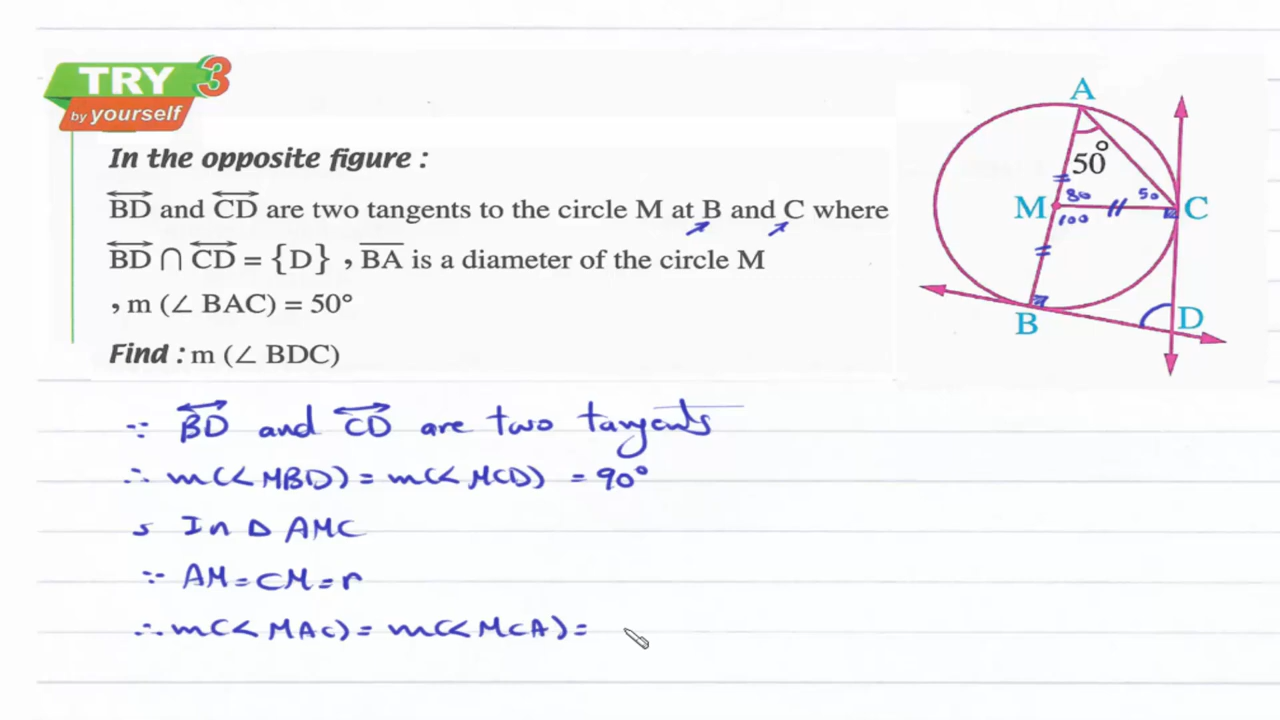 TRY 3
by yourself
In the opposite figure :
BD and CD are two tangents to the circle M at B and C where
BD ∩ CD = {D} , BA is a diameter of the circle M
, m (∠ BAC) = 50°
Find : m (∠ BDC)
A
50°
M
80
50
C
100
B
D
∵ BD and CD are two tangents
∴ m(∠MBD) = m(∠MCD) = 90°
, In Δ AMC
∵ AM = CM = r
∴ m(∠MAC) = m(∠MCA) =